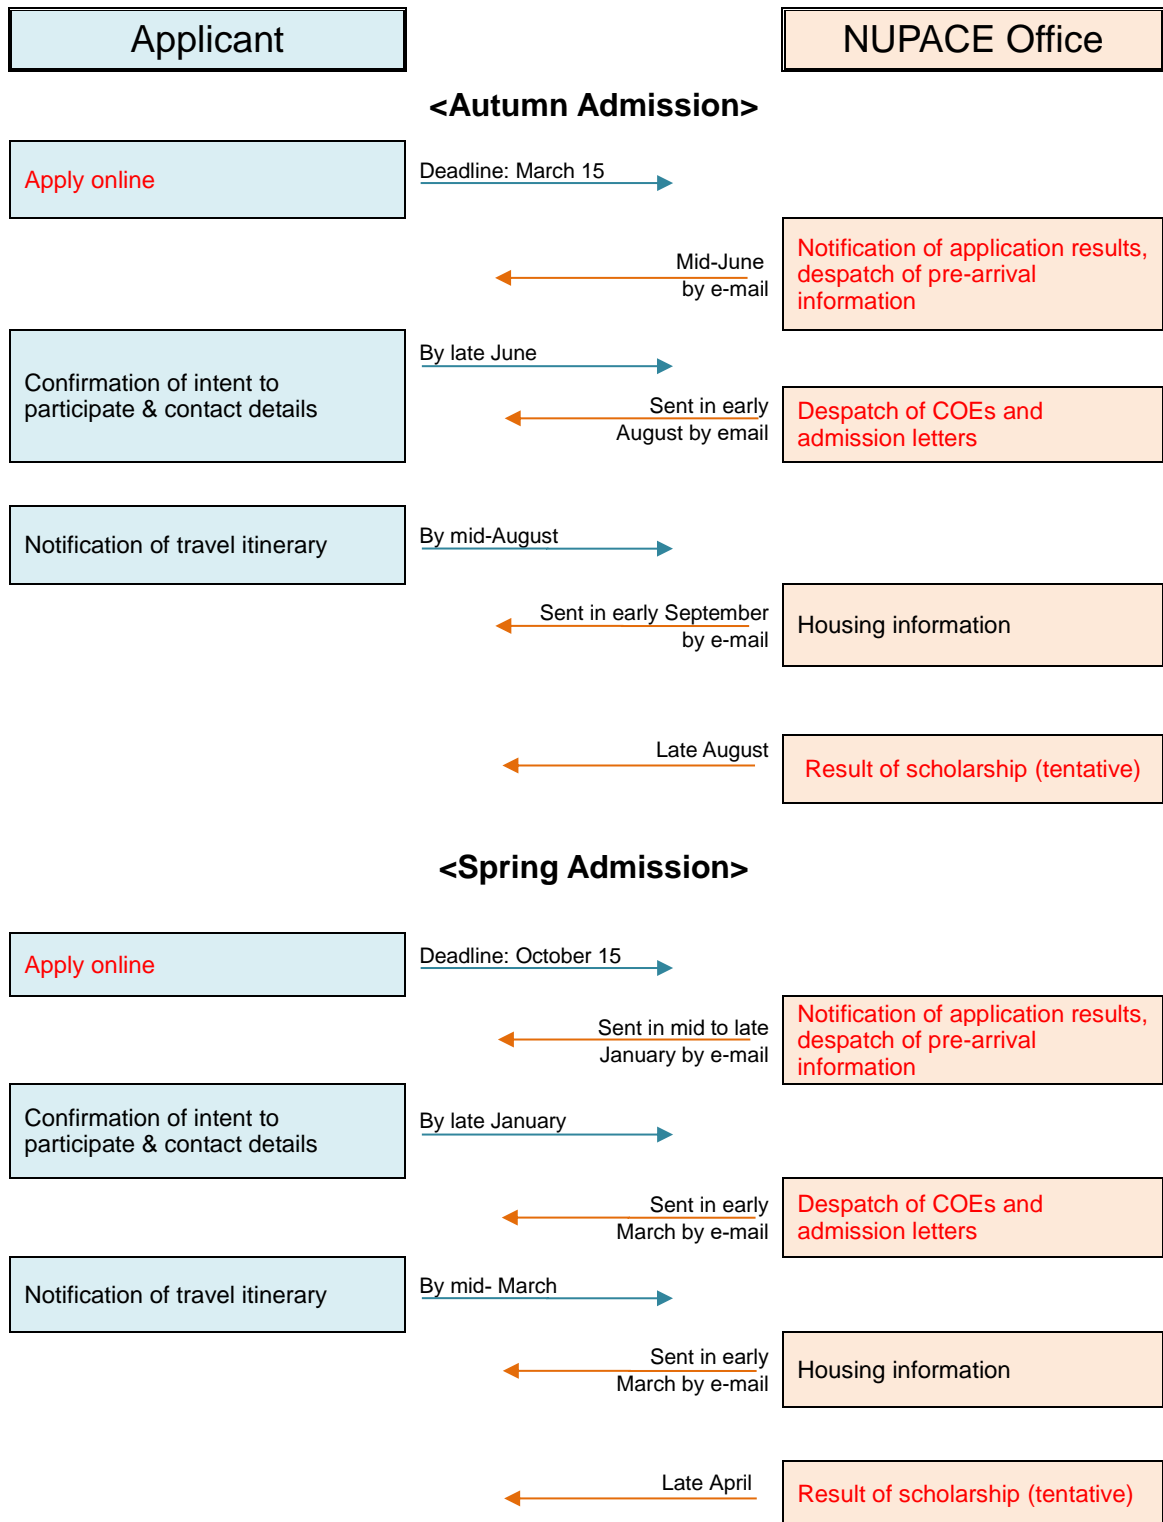 Applicant
NUPACE Office
<Autumn Admission>
Apply online
Deadline: March 15
Mid-June
by e-mail
Notification of application results,
despatch of pre-arrival
information
Confirmation of intent to
participate & contact details
By late June
Sent in early
August by email
Despatch of COEs and
admission letters
Notification of travel itinerary
By mid-August
Sent in early September
by e-mail
Housing information
Late August
Result of scholarship (tentative)
<Spring Admission>
Apply online
Deadline: October 15
Sent in mid to late
January by e-mail
Notification of application results,
despatch of pre-arrival
information
Confirmation of intent to
participate & contact details
By late January
Sent in early
March by e-mail
Despatch of COEs and
admission letters
Notification of travel itinerary
By mid- March
Sent in early
March by e-mail
Housing information
Late April
Result of scholarship (tentative)